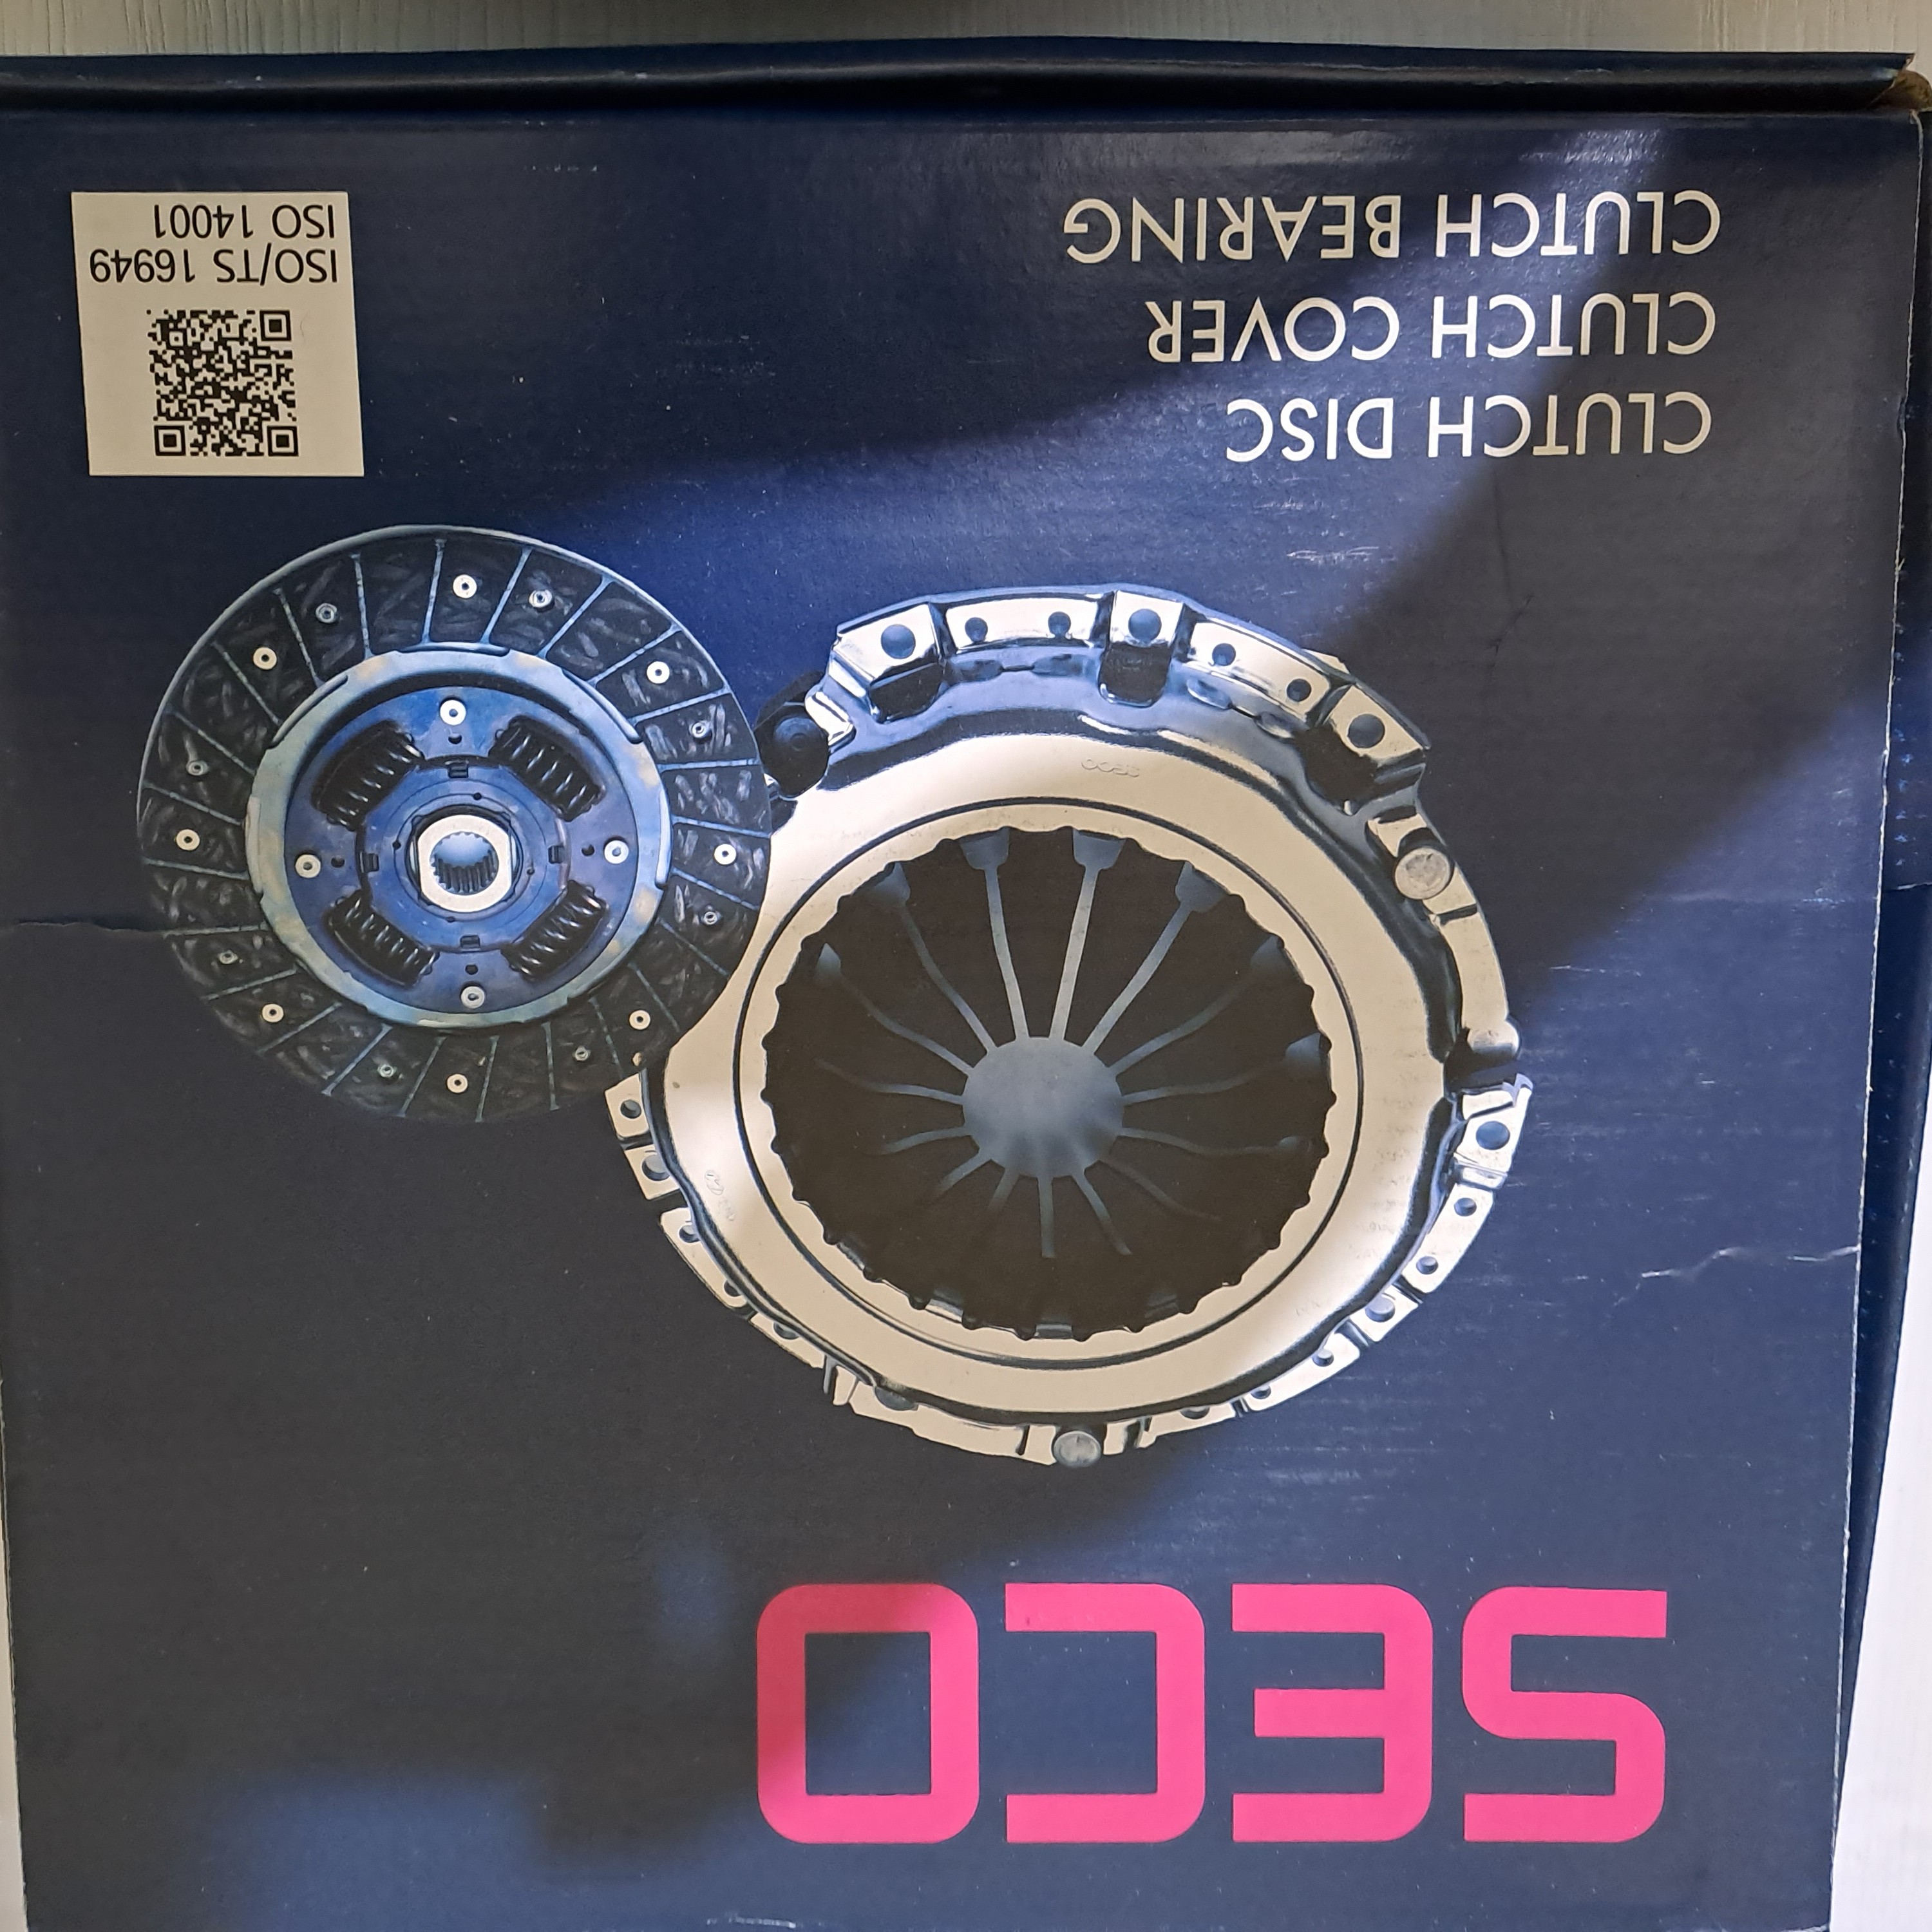 SECO
CLUTCH DISC
CLUTCH COVER
CLUTCH BEARING
ISO/TS 16949
ISO 14001